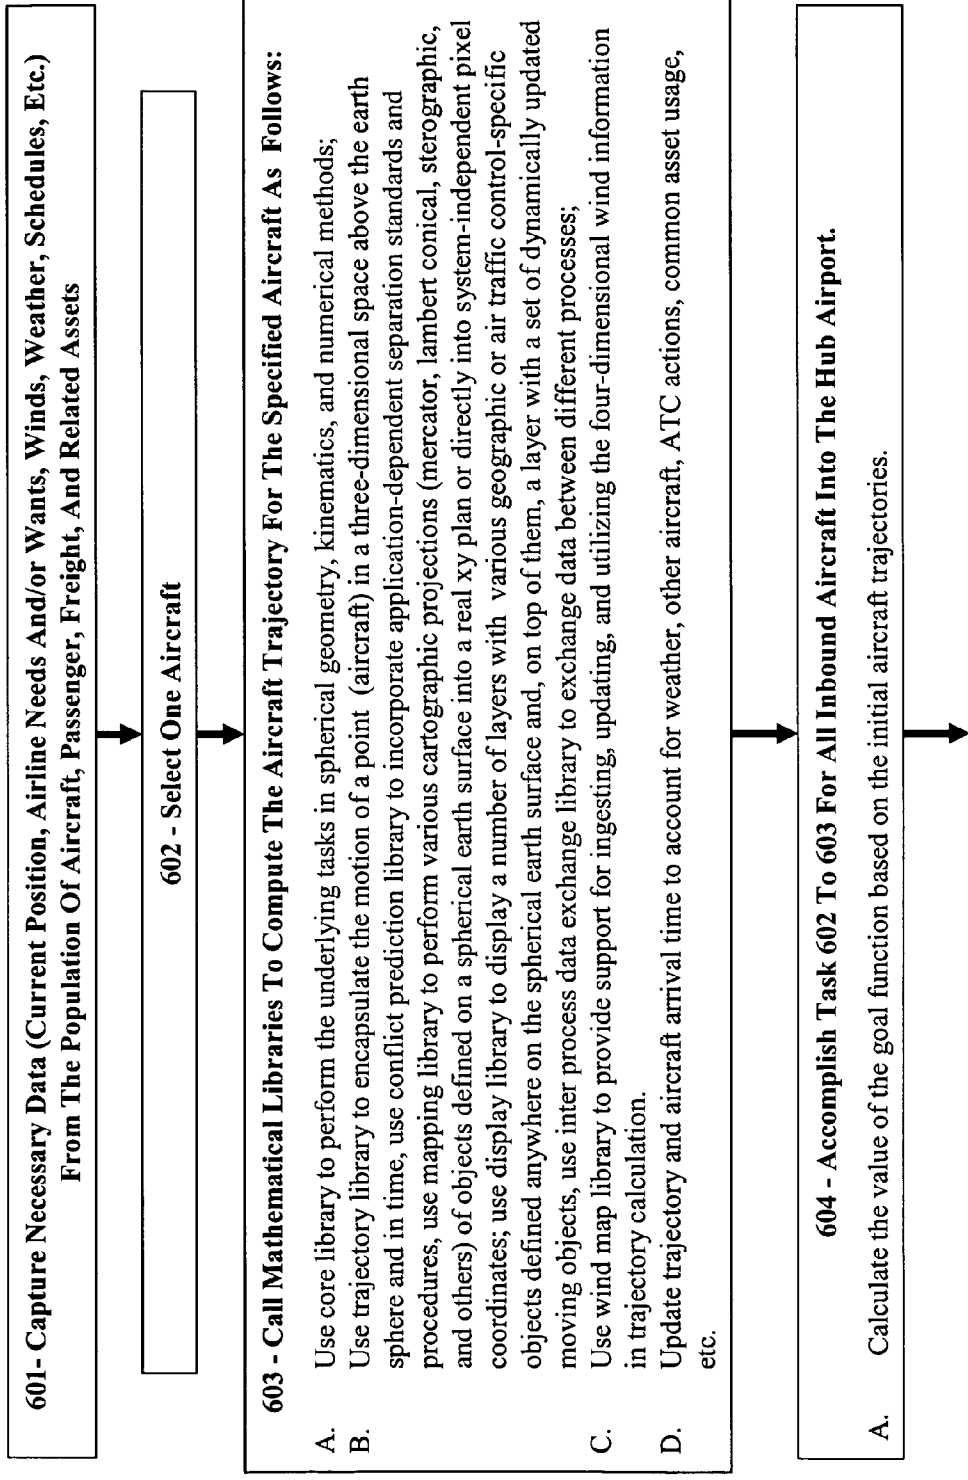 601- Capture Necessary Data (Current Position, Airline Needs And/or Wants, Winds, Weather, Schedules, Etc.)
From The Population Of Aircraft, Passenger, Freight, And Related Assets
602 - Select One Aircraft
603 - Call Mathematical Libraries To Compute The Aircraft Trajectory For The Specified Aircraft As Follows:
A. Use core library to perform the underlying tasks in spherical geometry, kinematics, and numerical methods;
B. Use trajectory library to encapsulate the motion of a point (aircraft) in a three-dimensional space above the earth
sphere and in time, use conflict prediction library to incorporate application-dependent separation standards and
procedures, use mapping library to perform various cartographic projections (mercator, lambert conical, sterographic,
and others) of objects defined on a spherical earth surface into a real xy plan or directly into system-independent pixel
coordinates; use display library to display a number of layers with various geographic or air traffic control-specific
objects defined anywhere on the spherical earth surface and, on top of them, a layer with a set of dynamically updated
moving objects, use inter process data exchange library to exchange data between different processes;
C. Use wind map library to provide support for ingesting, updating, and utilizing the four-dimensional wind information
in trajectory calculation.
D. Update trajectory and aircraft arrival time to account for weather, other aircraft, ATC actions, common asset usage,
etc.
604 - Accomplish Task 602 To 603 For All Inbound Aircraft Into The Hub Airport.
A. Calculate the value of the goal function based on the initial aircraft trajectories.